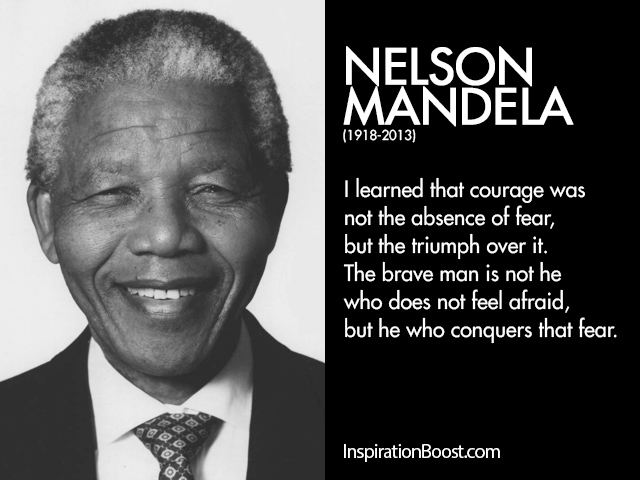 NELSON
MANDELA
(1918-2013)
I learned that courage was
not the absence of fear,
but the triumph over it.
The brave man is not he
who does not feel afraid,
but he who conquers that fear.
InspirationBoost.com